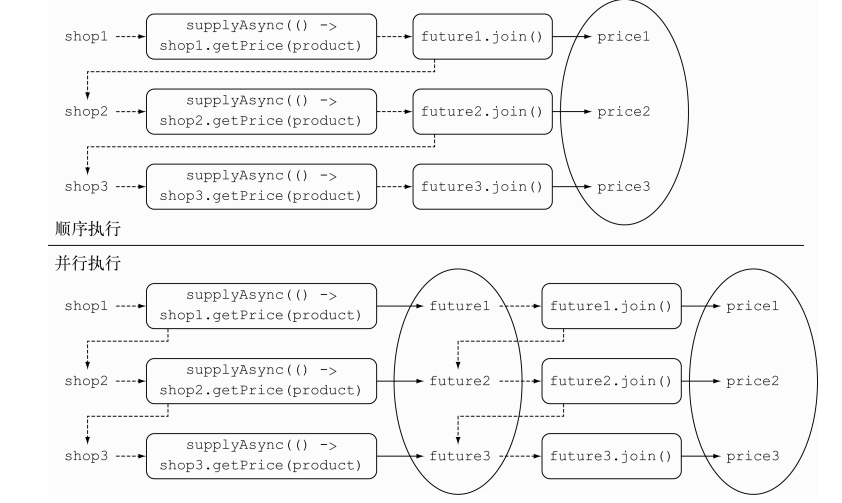 shop1
supplyAsync(() ->
shop1.getPrice(product)
future1.join()
price1
shop2
supplyAsync(() ->
shop2.getPrice(product)
future2.join()
price2
shop3
supplyAsync(() ->
shop3.getPrice(product)
future3.join()
price3
顺序执行
并行执行
shop1
supplyAsync(() ->
shop1.getPrice(product)
future1
future1.join()
price1
shop2
supplyAsync(() ->
shop2.getPrice(product)
future2
future2.join()
price2
shop3
supplyAsync(() ->
shop3.getPrice(product)
future3
future3.join()
price3